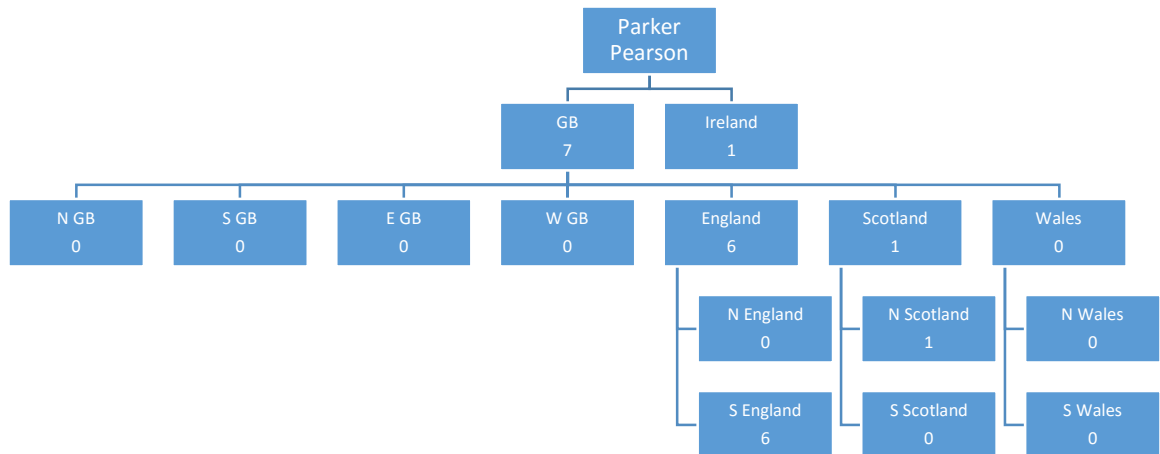 Parker
Pearson
GB
7
Ireland
1
N GB
0
S GB
0
E GB
0
W GB
0
England
6
Scotland
1
Wales
0
N England
0
N Scotland
1
N Wales
0
S England
6
S Scotland
0
S Wales
0